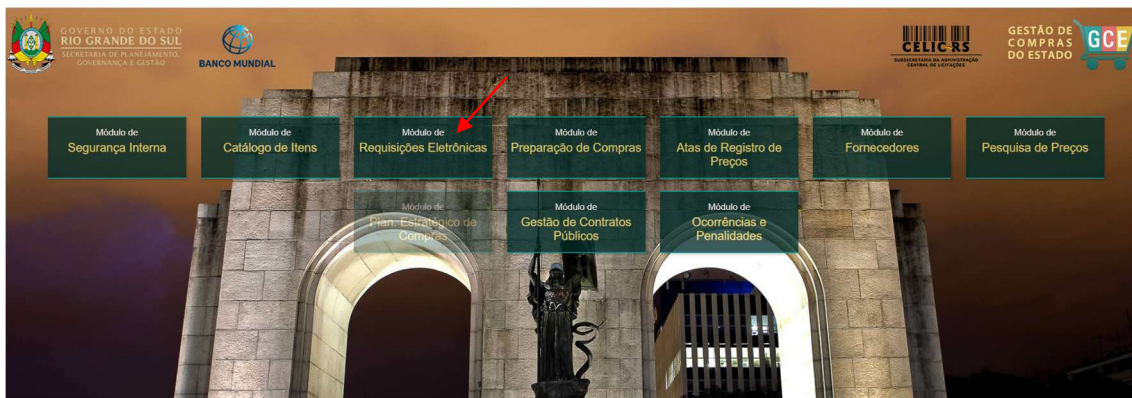 GOVERNO DO ESTADO
RIO GRANDE DO SUL
SECRETARIA DE PLANEJAMENTO,
GOVERNANÇA E GESTÃO
BANCO MUNDIAL
CELIC-RS
SUBSECRETARIA DA ADMINISTRAÇÃO
CENTRAL DE LICITAÇÕES
GESTÃO DE
COMPRAS
DO ESTADO
GCE
Módulo de
Segurança Interna
Módulo de
Catálogo de Itens
Módulo de
Requisições Eletrônicas
Módulo de
Preparação de Compras
Módulo de
Atas de Registro de
Preços
Módulo de
Fornecedores
Módulo de
Pesquisa de Preços
Módulo de
Plan. Estratégico de
Compras
Módulo de
Gestão de Contratos
Públicos
Módulo de
Ocorrências e
Penalidades